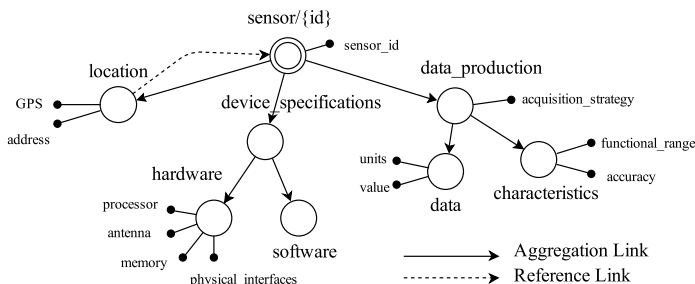 sensor/{id}
sensor_id
location
GPS
address
device_specifications
data_production
acquisition_strategy
units
value
data
functional_range
accuracy
characteristics
hardware
processor
antenna
memory
physical_interfaces
software
Aggregation Link
Reference Link